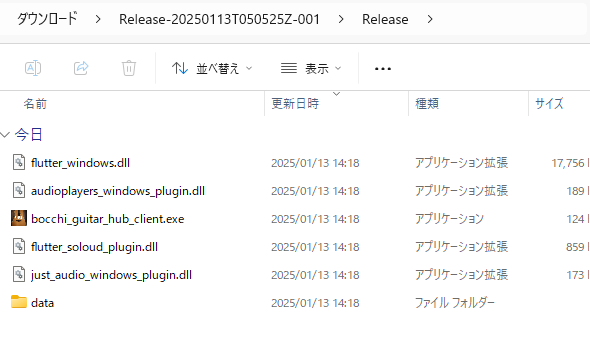 ダウンロード > Release-20250113T050525Z-001 > Release >
並べ替え 表示 •••
名前 更新日時 種類 サイズ
今日
flutter_windows.dll 2025/01/13 14:18 アプリケーション拡張 17,756
audioplayers_windows_plugin.dll 2025/01/13 14:18 アプリケーション拡張 189
bocchi_guitar_hub_client.exe 2025/01/13 14:18 アプリケーション 124
flutter_soloud_plugin.dll 2025/01/13 14:18 アプリケーション拡張 859
just_audio_windows_plugin.dll 2025/01/13 14:18 アプリケーション拡張 173
data 2025/01/13 14:18 ファイル フォルダー